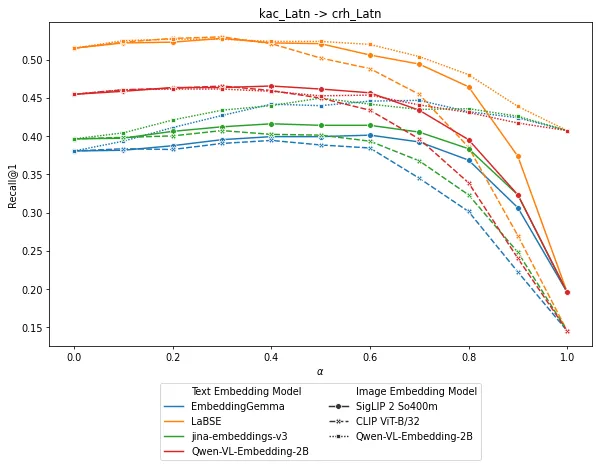 kac_Latn -> crh_Latn
Recall@1
0.50
0.45
0.40
0.35
0.30
0.25
0.20
0.15
0.0
0.2
0.4
0.6
0.8
1.0
α
Text Embedding Model
EmbeddingGemma
LaBSE
jina-embeddings-v3
Qwen-VL-Embedding-2B
Image Embedding Model
SigLIP 2 So400m
CLIP ViT-B/32
Qwen-VL-Embedding-2B